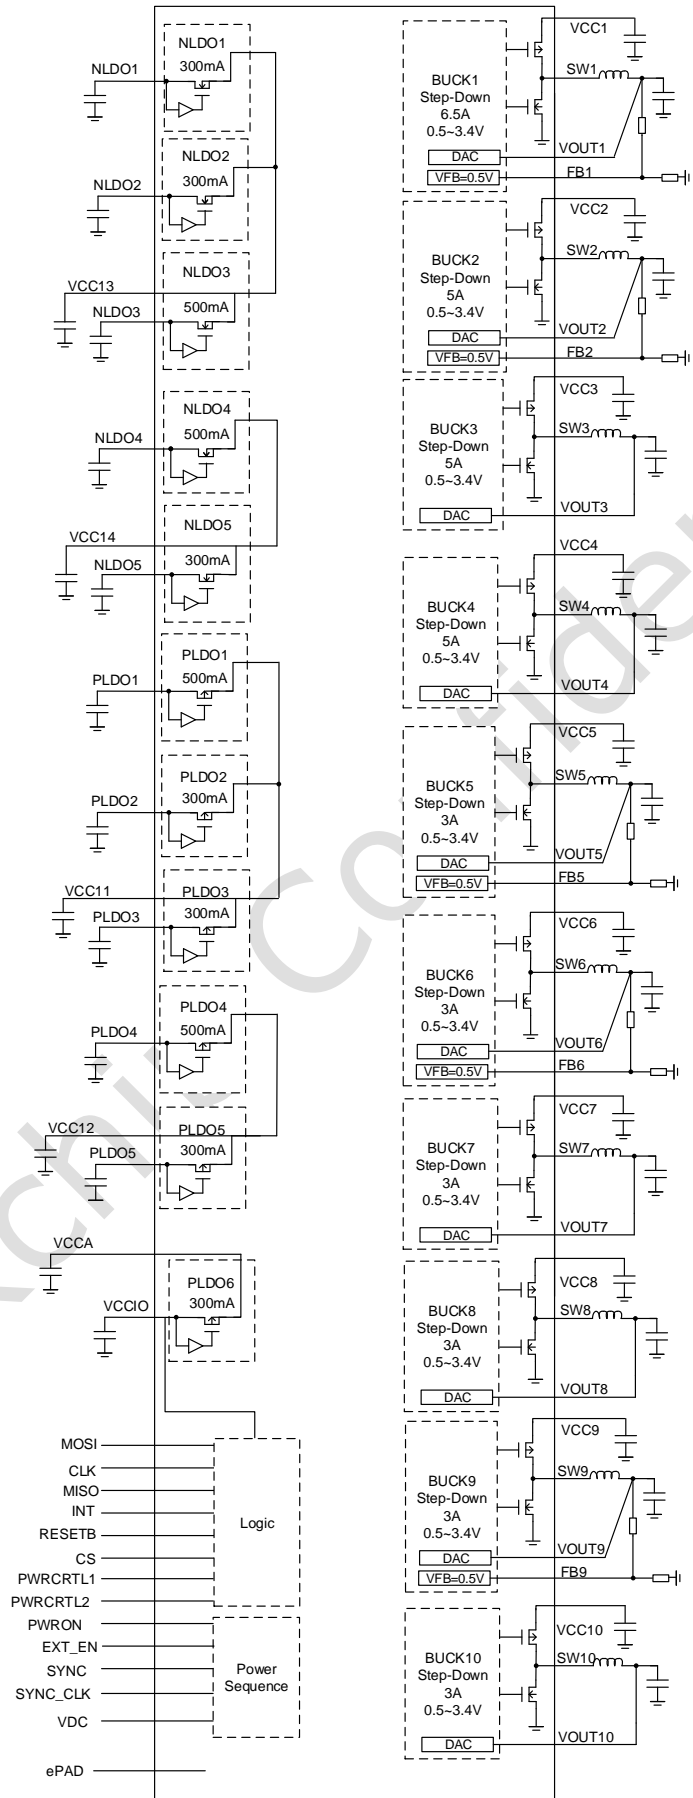 NLDO1
300mA
NLDO1
NLDO2
300mA
NLDO2
NLDO3
VCC13
500mA
NLDO3
NLDO4
500mA
NLDO4
NLDO5
VCC14
300mA
NLDO5
PLDO1
500mA
PLDO1
PLDO2
300mA
PLDO2
PLDO3
VCC11
300mA
PLDO3
PLDO4
500mA
PLDO4
PLDO5
VCC12
300mA
PLDO5
VCCA
PLDO6
300mA
VCCIO
MOSI
CLK
MISO
INT
RESETB
CS
PWRCRTL1
PWRCRTL2
Logic
PWRON
EXT_EN
SYNC
SYNC_CLK
VDC
Power
Sequence
ePAD
VCC1
SW1
BUCK1
Step-Down
6.5A
0.5~3.4V
VOUT1
DAC
FB1
VFB=0.5V
VCC2
SW2
BUCK2
Step-Down
5A
0.5~3.4V
VOUT2
DAC
FB2
VFB=0.5V
VCC3
SW3
BUCK3
Step-Down
5A
0.5~3.4V
VOUT3
DAC
VCC4
SW4
BUCK4
Step-Down
5A
0.5~3.4V
VOUT4
DAC
VCC5
SW5
BUCK5
Step-Down
3A
0.5~3.4V
VOUT5
DAC
FB5
VFB=0.5V
VCC6
SW6
BUCK6
Step-Down
3A
0.5~3.4V
VOUT6
DAC
FB6
VFB=0.5V
VCC7
SW7
BUCK7
Step-Down
3A
0.5~3.4V
VOUT7
DAC
VCC8
SW8
BUCK8
Step-Down
3A
0.5~3.4V
VOUT8
DAC
VCC9
SW9
BUCK9
Step-Down
3A
0.5~3.4V
VOUT9
DAC
FB9
VFB=0.5V
VCC10
SW10
BUCK10
Step-Down
3A
0.5~3.4V
VOUT10
DAC